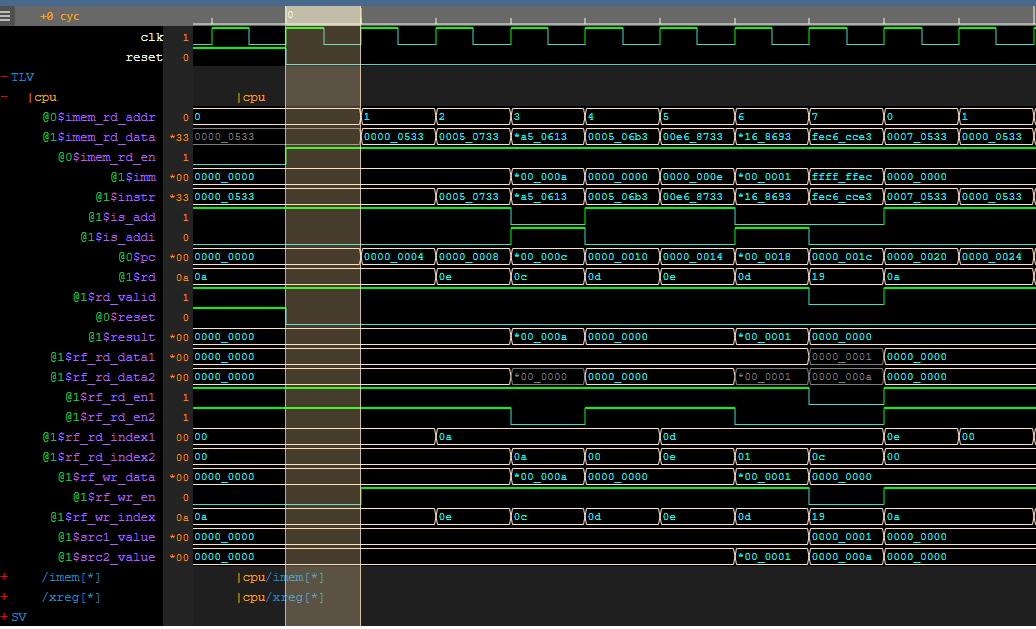 +0 cyc 0
clk 1
reset 0
− TLV
− |cpu |cpu
@0$imem_rd_addr 0 0 1 2 3 4 5 6 7 0 1
@1$imem_rd_data *33 0000_0533 0000_0533 0005_0733 *a5_0613 0005_06b3 00e6_8733 *16_8693 fec6_cce3 0007_0533 0000_0533
@0$imem_rd_en 1
@1$imm *00 0000_0000 *00_000a 0000_0000 0000_000e *00_0001 ffff_ffec 0000_0000
@1$instr *33 0000_0533 0005_0733 *a5_0613 0005_06b3 00e6_8733 *16_8693 fec6_cce3 0007_0533 0000_0533
@1$is_add 1
@1$is_addi 0
@0$pc *00 0000_0000 0000_0004 0000_0008 *00_000c 0000_0010 0000_0014 *00_0018 0000_001c 0000_0020 0000_0024
@1$rd 0a 0a 0e 0c 0d 0e 0d 19 0a
@1$rd_valid 1
@0$reset 0
@1$result *00 0000_0000 *00_000a 0000_0000 *00_0001 0000_0000
@1$rf_rd_data1 *00 0000_0000 0000_0001 0000_0000
@1$rf_rd_data2 *00 0000_0000 *00_0000 0000_0000 *00_0001 0000_000a 0000_0000
@1$rf_rd_en1 1
@1$rf_rd_en2 1
@1$rf_rd_index1 00 00 0a 0d 0e 00
@1$rf_rd_index2 00 00 0a 00 0e 01 0c 00
@1$rf_wr_data *00 0000_0000 *00_000a 0000_0000 *00_0001 0000_0000
@1$rf_wr_en 0
@1$rf_wr_index 0a 0a 0e 0c 0d 0e 0d 19 0a
@1$src1_value *00 0000_0000 0000_0001 0000_0000
@1$src2_value *00 0000_0000 *00_0001 0000_000a 0000_0000
+ /imem[*] |cpu/imem[*]
+ /xreg[*] |cpu/xreg[*]
+ SV